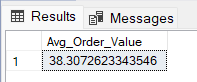 Results Messages
Avg_Order_Value
1 38.3072623343546